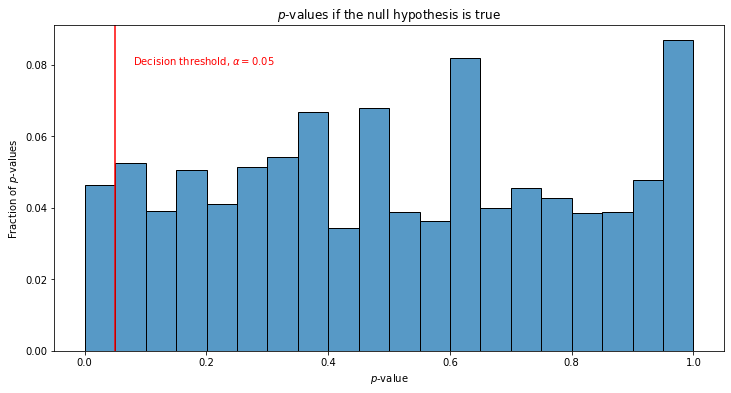 p-values if the null hypothesis is true
Decision threshold, α = 0.05
Fraction of p-values
0.08
0.06
0.04
0.02
0.00
0.0 0.2 0.4 0.6 0.8 1.0
p-value